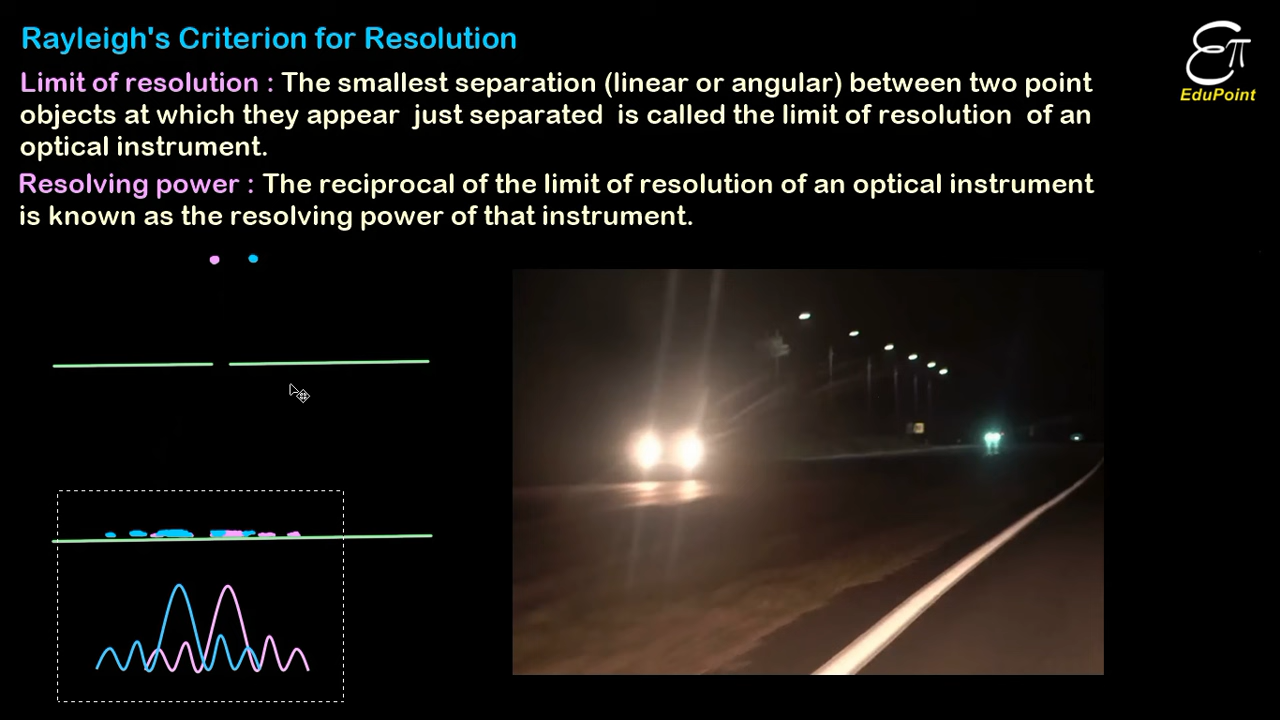 Rayleigh's Criterion for Resolution
Limit of resolution : The smallest separation (linear or angular) between two point
objects at which they appear just separated is called the limit of resolution of an
optical instrument.
Resolving power : The reciprocal of the limit of resolution of an optical instrument
is known as the resolving power of that instrument.
Eπ
EduPoint